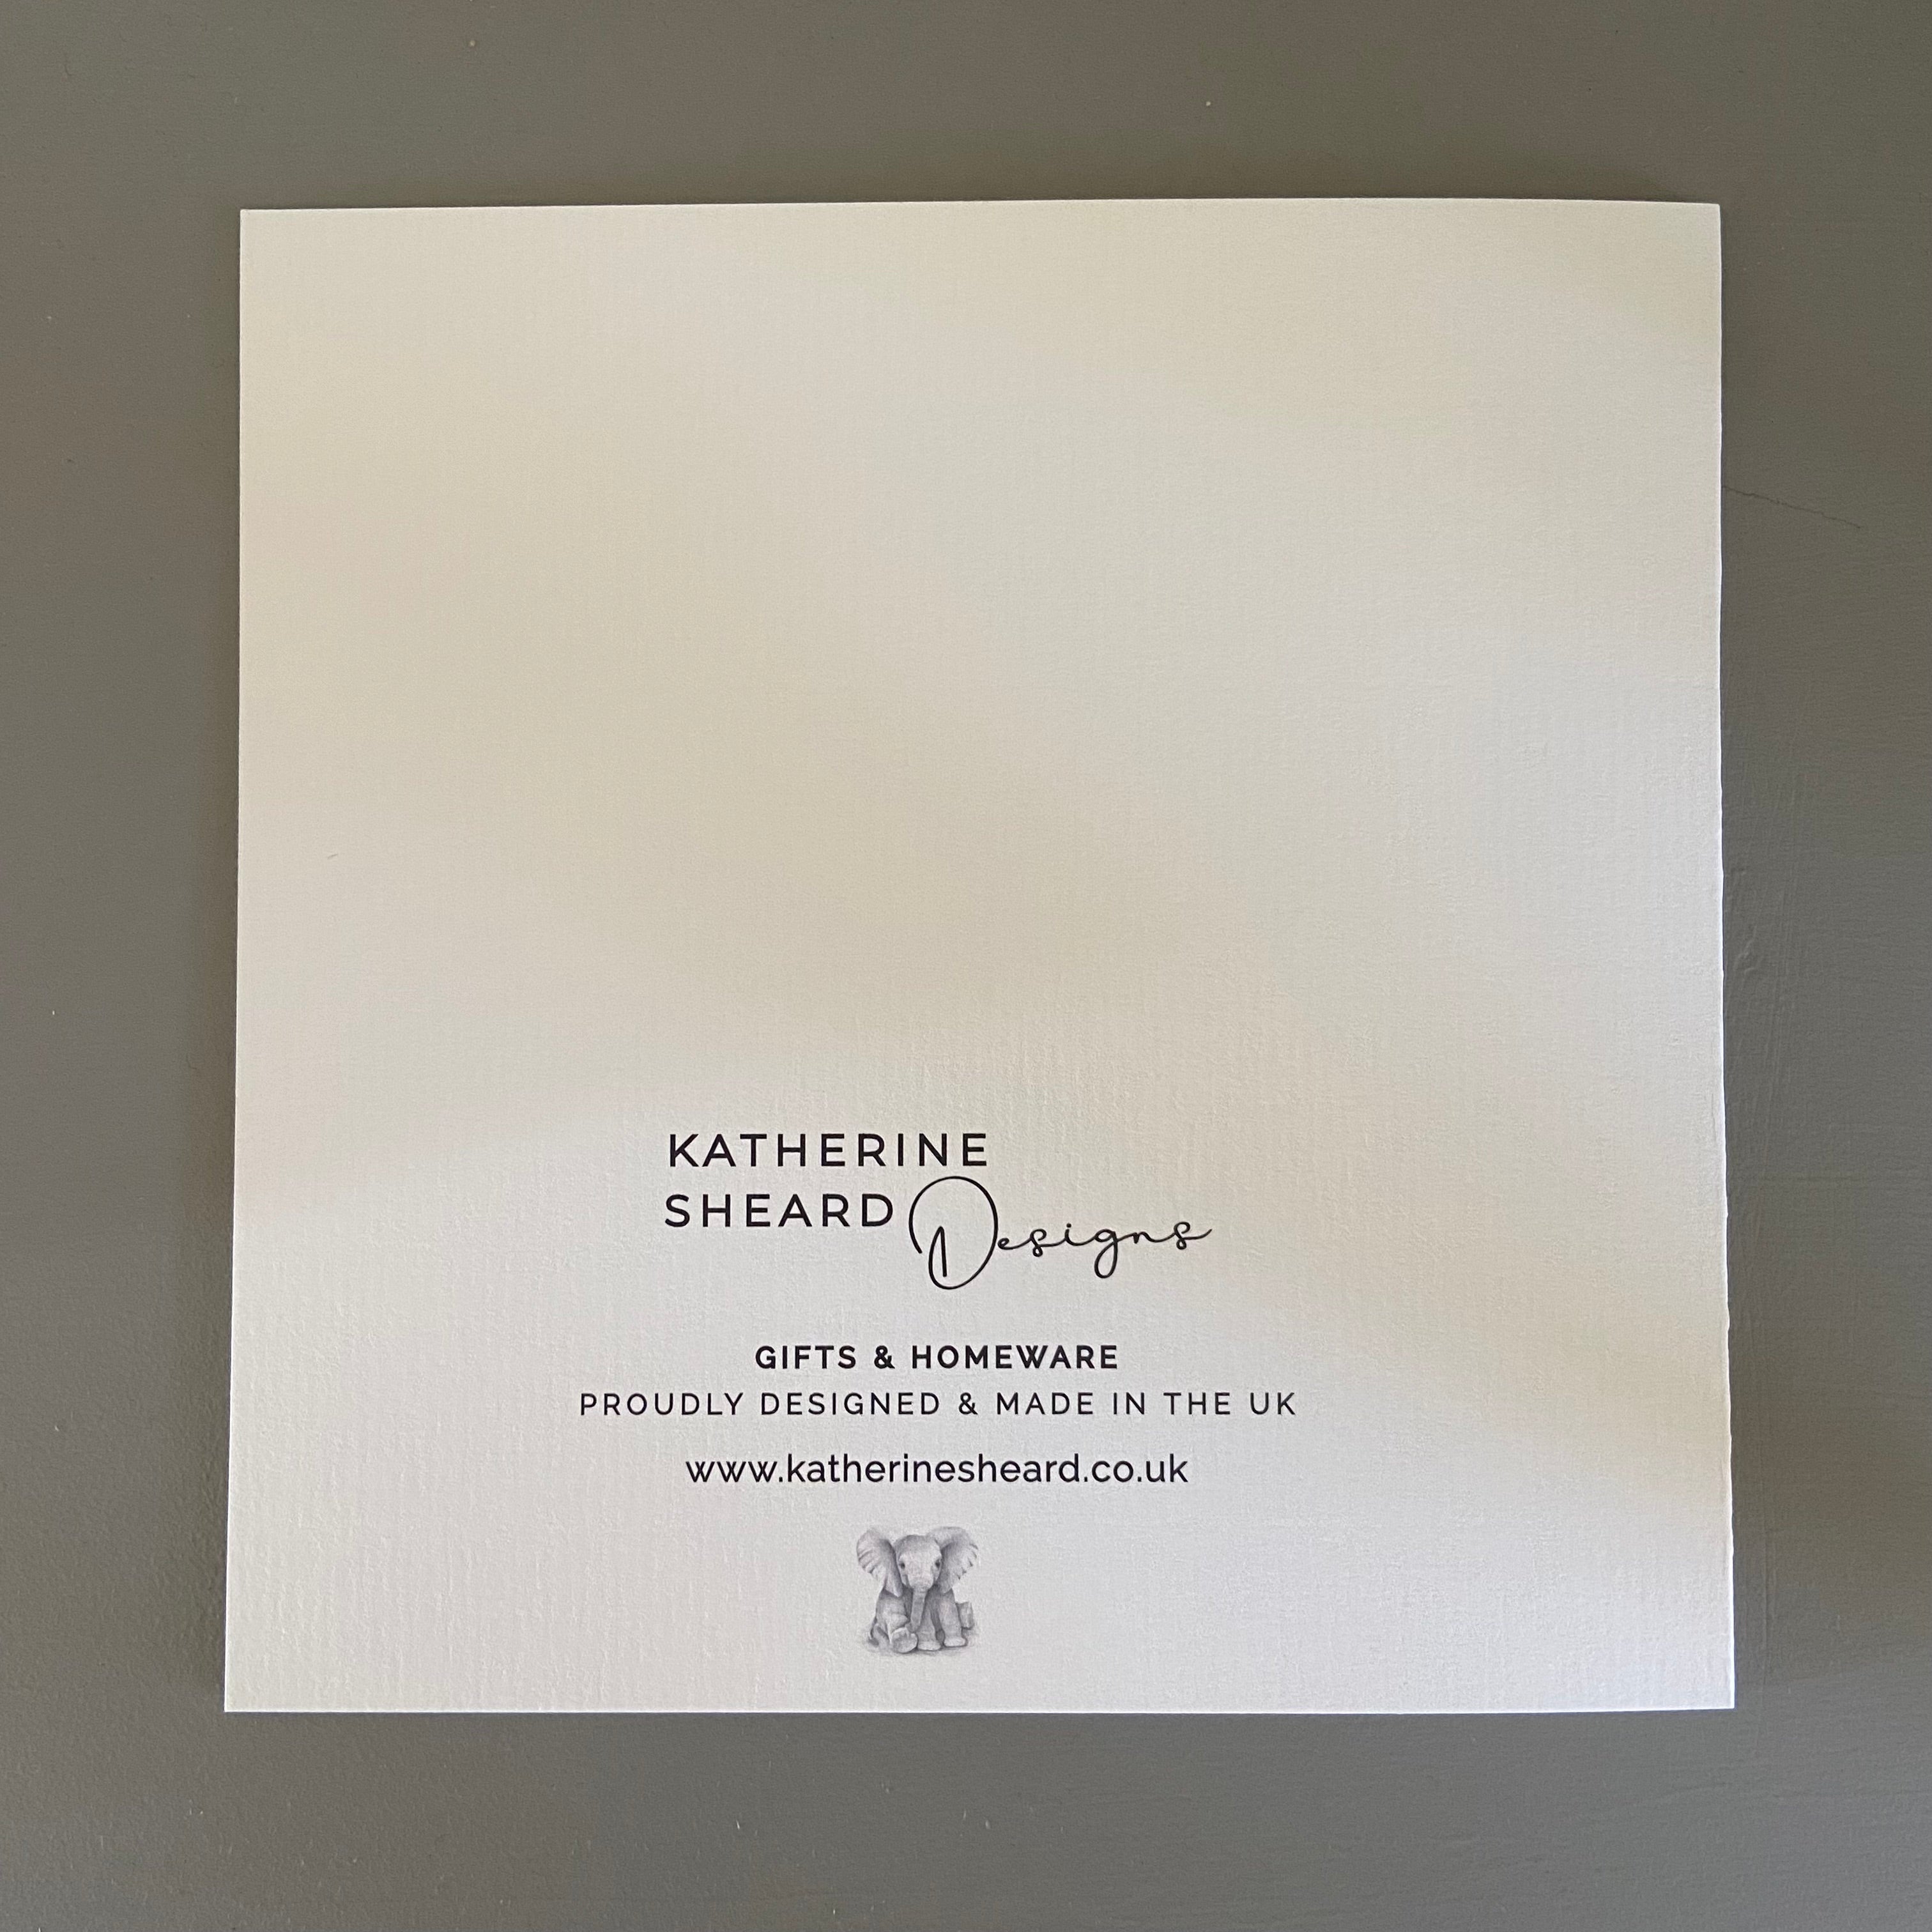 KATHERINE
SHEARD Designs
GIFTS & HOMEWARE
PROUDLY DESIGNED & MADE IN THE UK
www.katherinesheard.co.uk